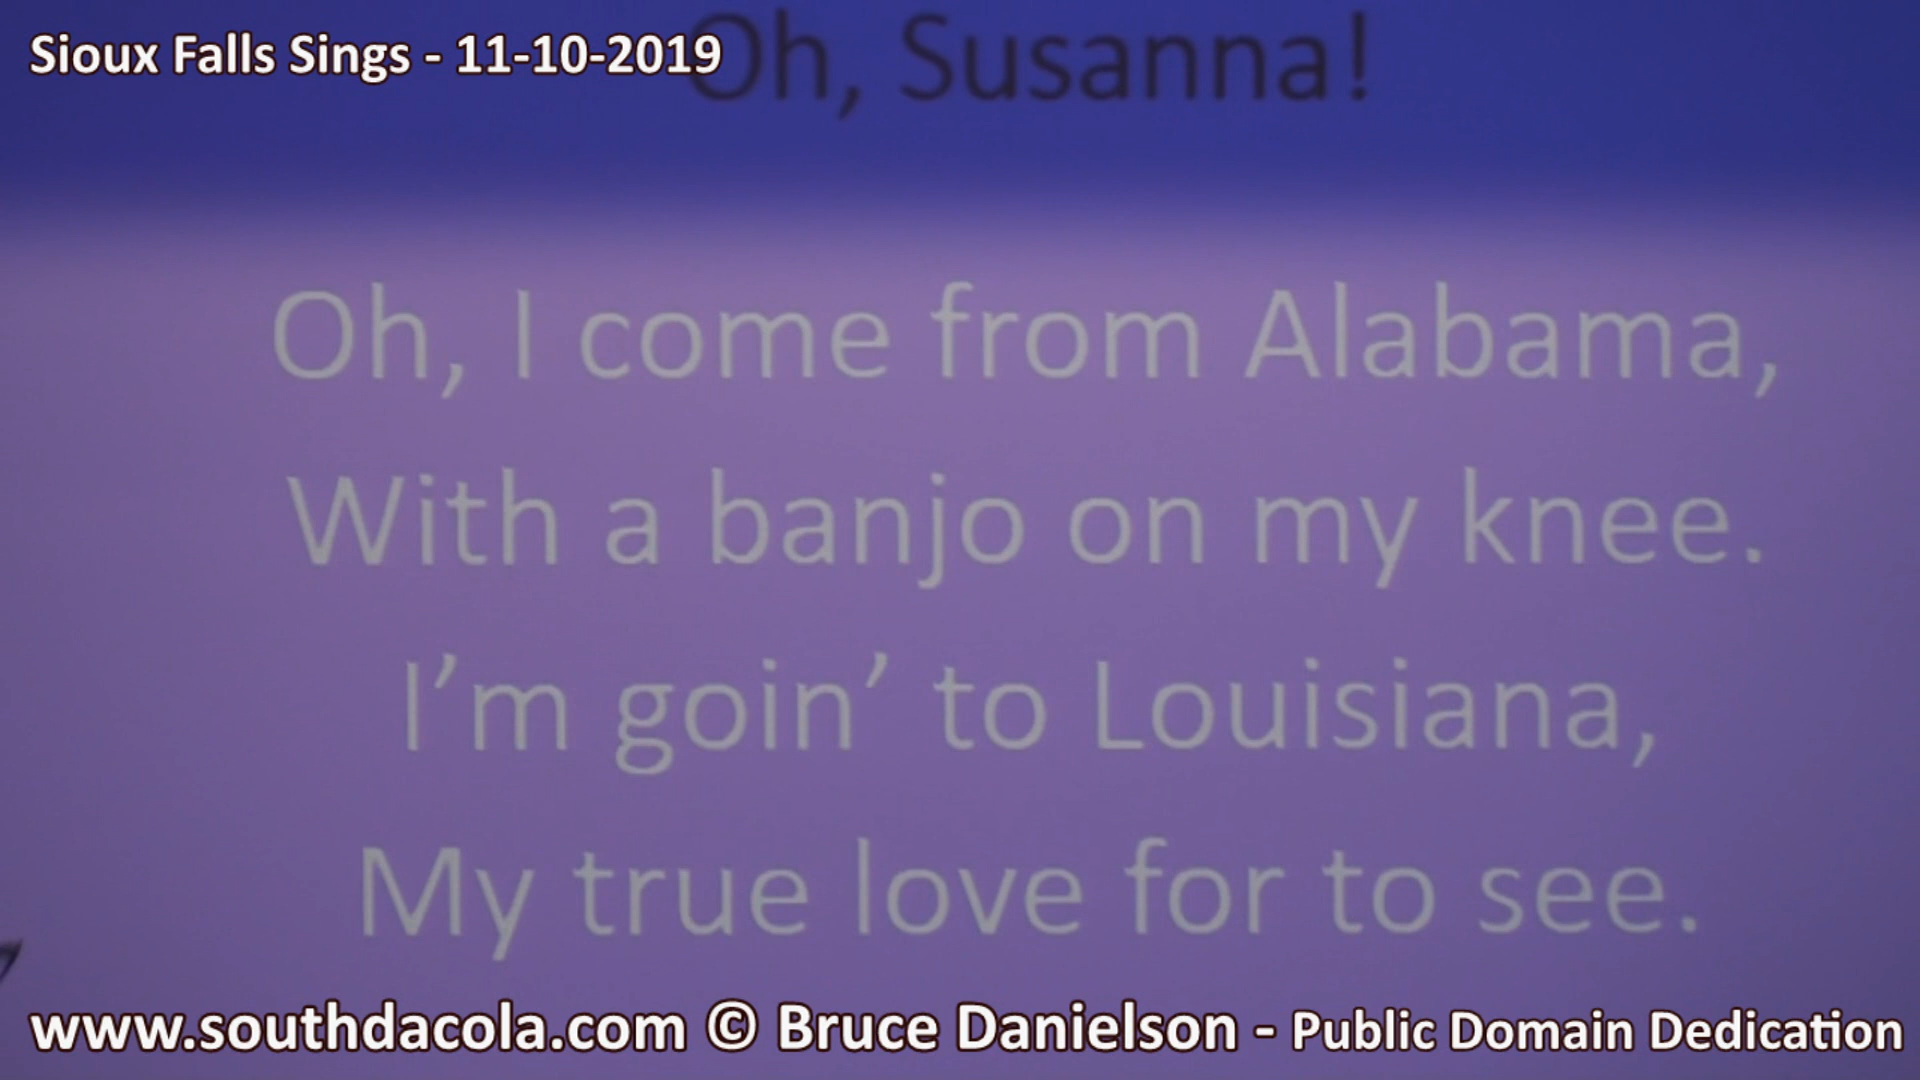 Sioux Falls Sings - 11-10-2019
Oh, Susanna!
Oh, I come from Alabama,
With a banjo on my knee.
I’m goin’ to Louisiana,
My true love for to see.
www.southdacola.com © Bruce Danielson - Public Domain Dedication